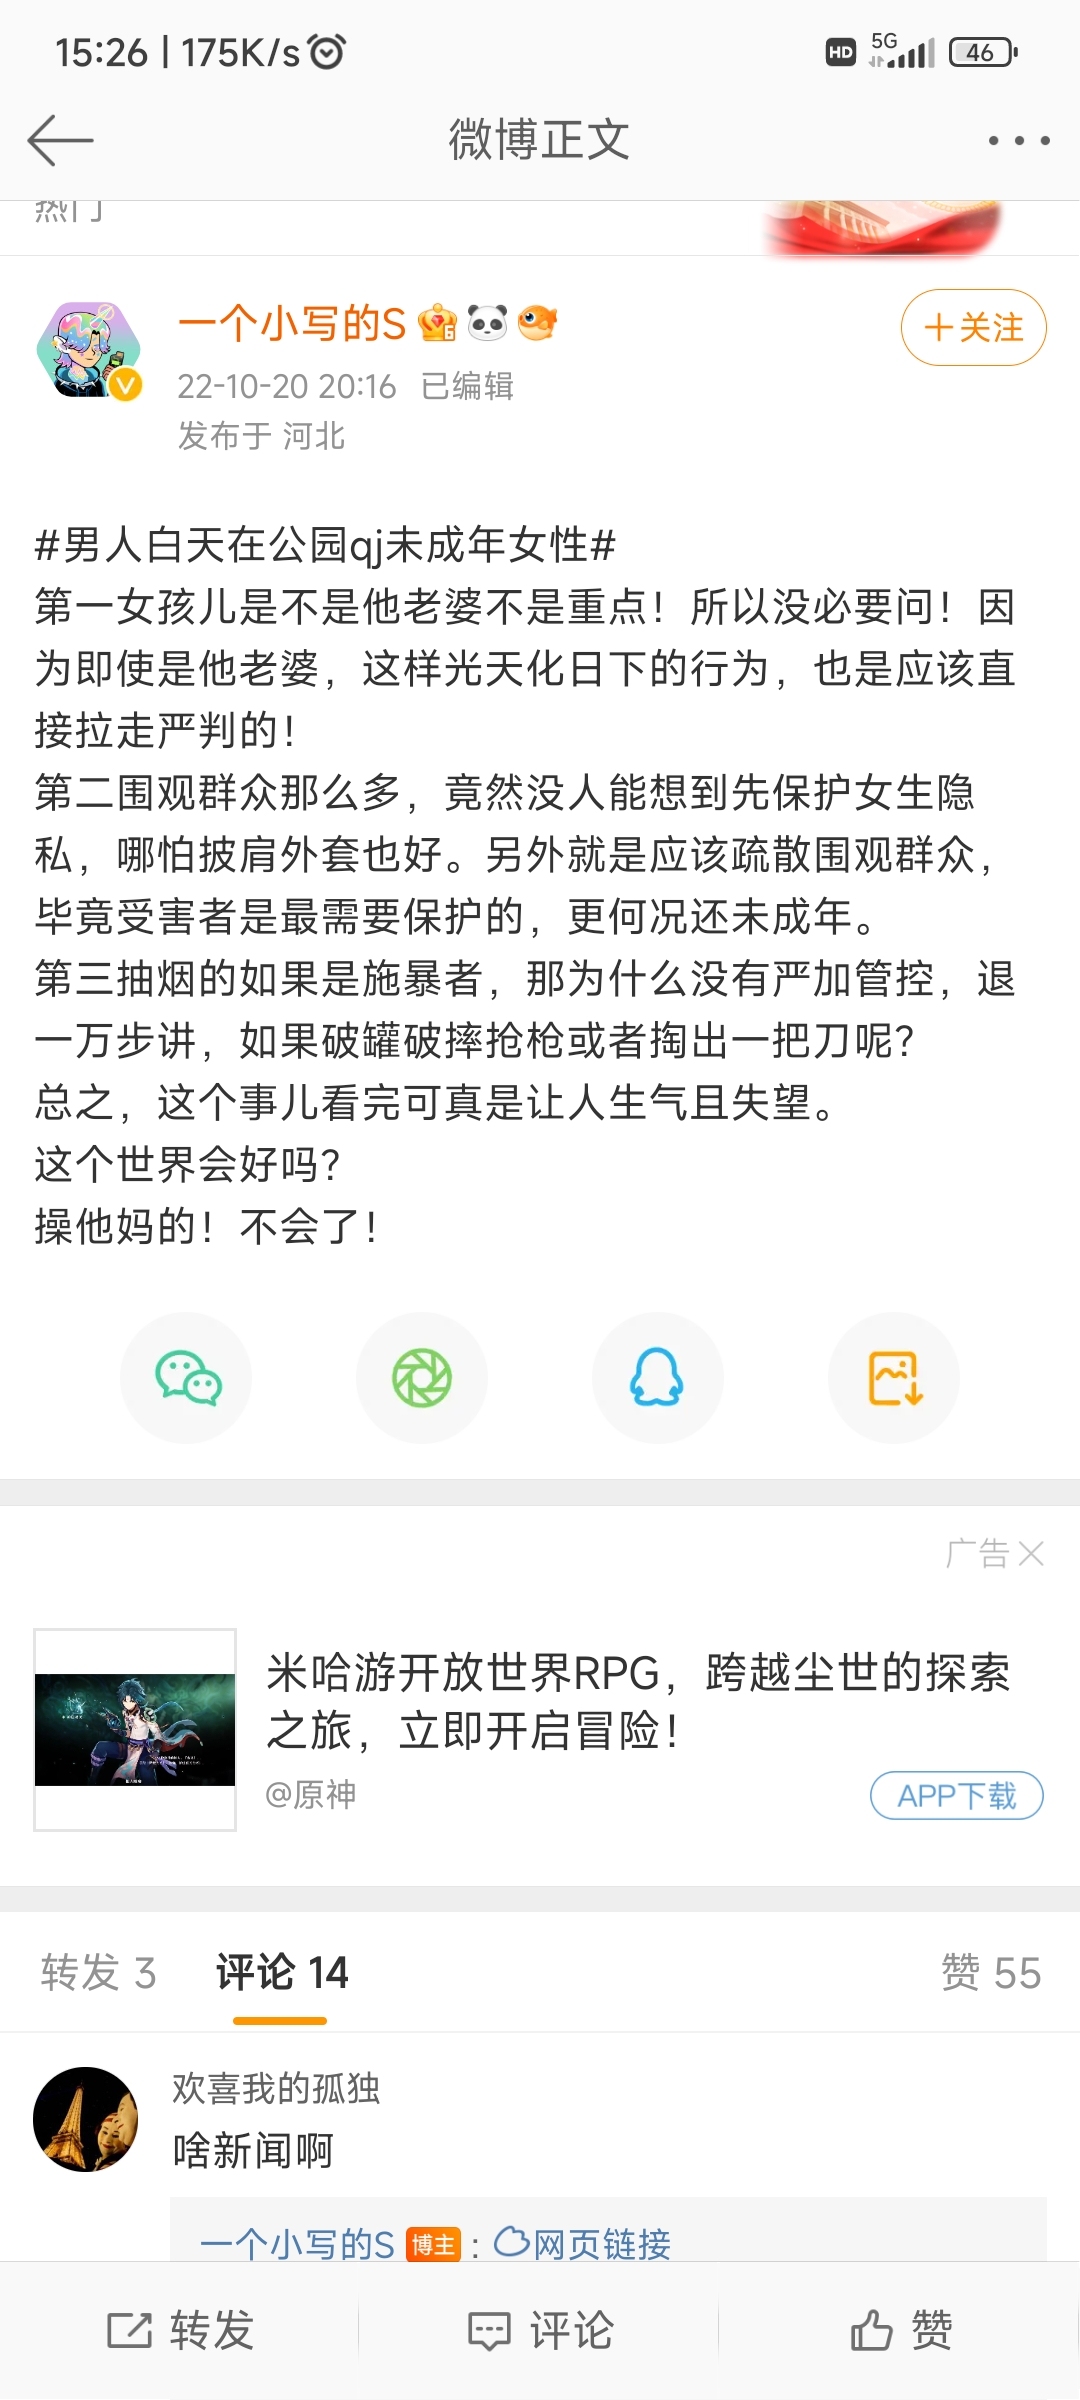 15:26 | 175K/s
HD 5G 46
微博正文
热门
一个小写的S
+关注
22-10-20 20:16 已编辑
发布于 河北
#男人白天在公园qj未成年女性#
第一女孩儿是不是他老婆不是重点！所以没必要问！因
为即使是他老婆，这样光天化日下的行为，也是应该直
接拉走严判的！
第二围观群众那么多，竟然没人能想到先保护女生隐
私，哪怕披肩外套也好。另外就是应该疏散围观群众，
毕竟受害者是最需要保护的，更何况还未成年。
第三抽烟的如果是施暴者，那为什么没有严加管控，退
一万步讲，如果破罐破摔抢枪或者掏出一把刀呢？
总之，这个事儿看完可真是让人生气且失望。
这个世界会好吗？
操他妈的！不会了！
广告
米哈游开放世界RPG，跨越尘世的探索
之旅，立即开启冒险！
@原神
APP下载
转发 3 评论 14 赞 55
欢喜我的孤独
啥新闻啊
一个小写的S 博主：网页链接
转发 评论 赞